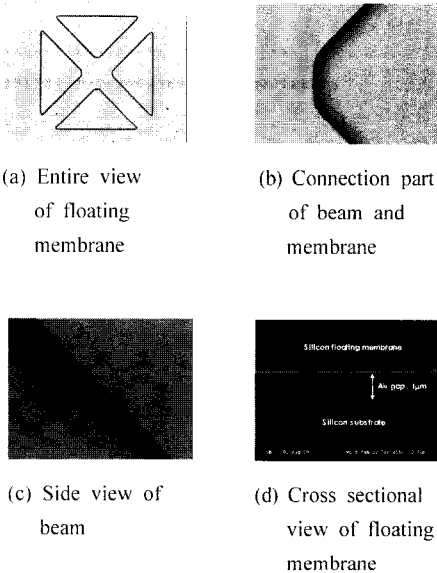 (a) Entire view
of floating
membrane
(b) Connection part
of beam and
membrane
Silicon floating membrane
Air gap : 1μm
Silicon substrate
(c) Side view of
beam
(d) Cross sectional
view of floating
membrane